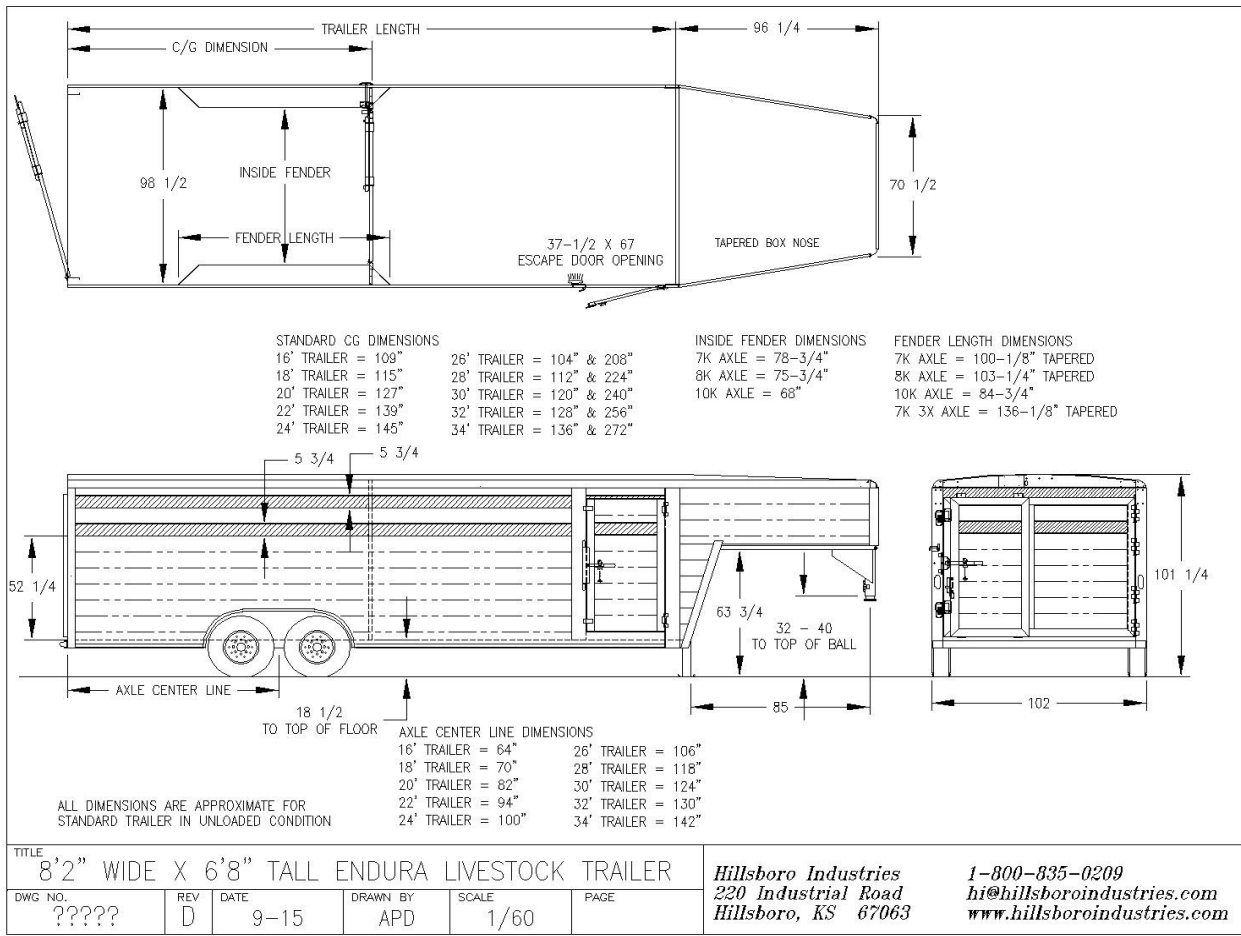 TRAILER LENGTH
96 1/4
C/G DIMENSION
98 1/2
INSIDE FENDER
70 1/2
FENDER LENGTH
37-1/2 X 67
ESCAPE DOOR OPENING
TAPERED BOX NOSE
STANDARD CG DIMENSIONS
16' TRAILER = 109"
18' TRAILER = 115"
20' TRAILER = 127"
22' TRAILER = 139"
24' TRAILER = 145"
26' TRAILER = 104" & 208"
28' TRAILER = 112" & 224"
30' TRAILER = 120" & 240"
32' TRAILER = 128" & 256"
34' TRAILER = 136" & 272"
INSIDE FENDER DIMENSIONS
7K AXLE = 78-3/4"
8K AXLE = 75-3/4"
10K AXLE = 68"
FENDER LENGTH DIMENSIONS
7K AXLE = 100-1/8" TAPERED
8K AXLE = 103-1/4" TAPERED
10K AXLE = 84-3/4"
7K 3X AXLE = 136-1/8" TAPERED
5 3/4
5 3/4
52 1/4
63 3/4
32 - 40
TO TOP OF BALL
101 1/4
AXLE CENTER LINE
18 1/2
TO TOP OF FLOOR
85
102
AXLE CENTER LINE DIMENSIONS
16' TRAILER = 64"
18' TRAILER = 70"
20' TRAILER = 82"
22' TRAILER = 94"
24' TRAILER = 100"
26' TRAILER = 106"
28' TRAILER = 118"
30' TRAILER = 124"
32' TRAILER = 130"
34' TRAILER = 142"
ALL DIMENSIONS ARE APPROXIMATE FOR
STANDARD TRAILER IN UNLOADED CONDITION
TITLE
8'2" WIDE X 6'8" TALL ENDURA LIVESTOCK TRAILER
DWG NO.
?????
REV
D
DATE
9-15
DRAWN BY
APD
SCALE
1/60
PAGE
Hillsboro Industries
220 Industrial Road
Hillsboro, KS 67063
1-800-835-0209
hi@hillsboroindustries.com
www.hillsboroindustries.com